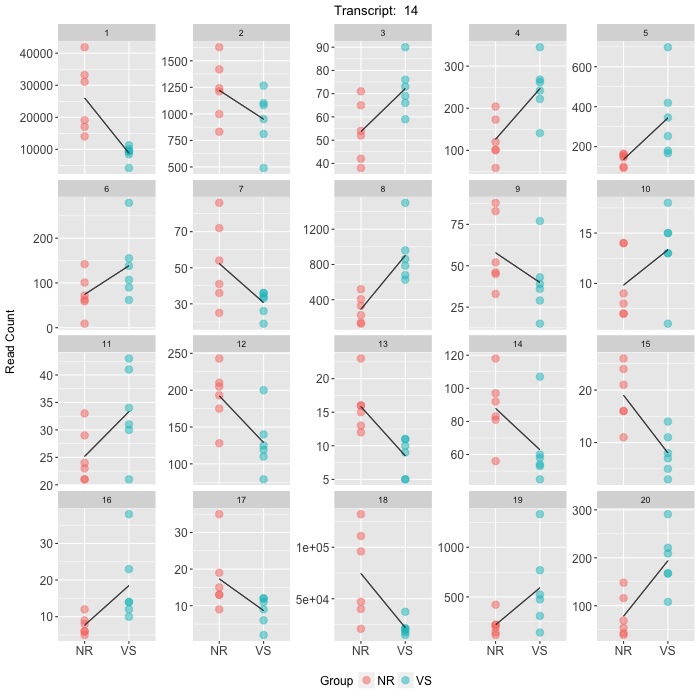 Transcript: 14
Read Count
1 2 3 4 5
40000 30000 20000 10000
1500 1250 1000 750 500
90 80 70 60 50 40
300 200 100
600 400 200
6 7 8 9 10
200 100 0
70 50 30
1200 800 400
75 50 25
15 10
11 12 13 14 15
40 35 30 25 20
250 200 150 100
20 15 10 5
120 100 80 60
20 10
16 17 18 19 20
30 20 10
30 20 10
1e+05 5e+04
1000 500
300 200 100
NR VS NR VS NR VS NR VS NR VS
Group NR VS